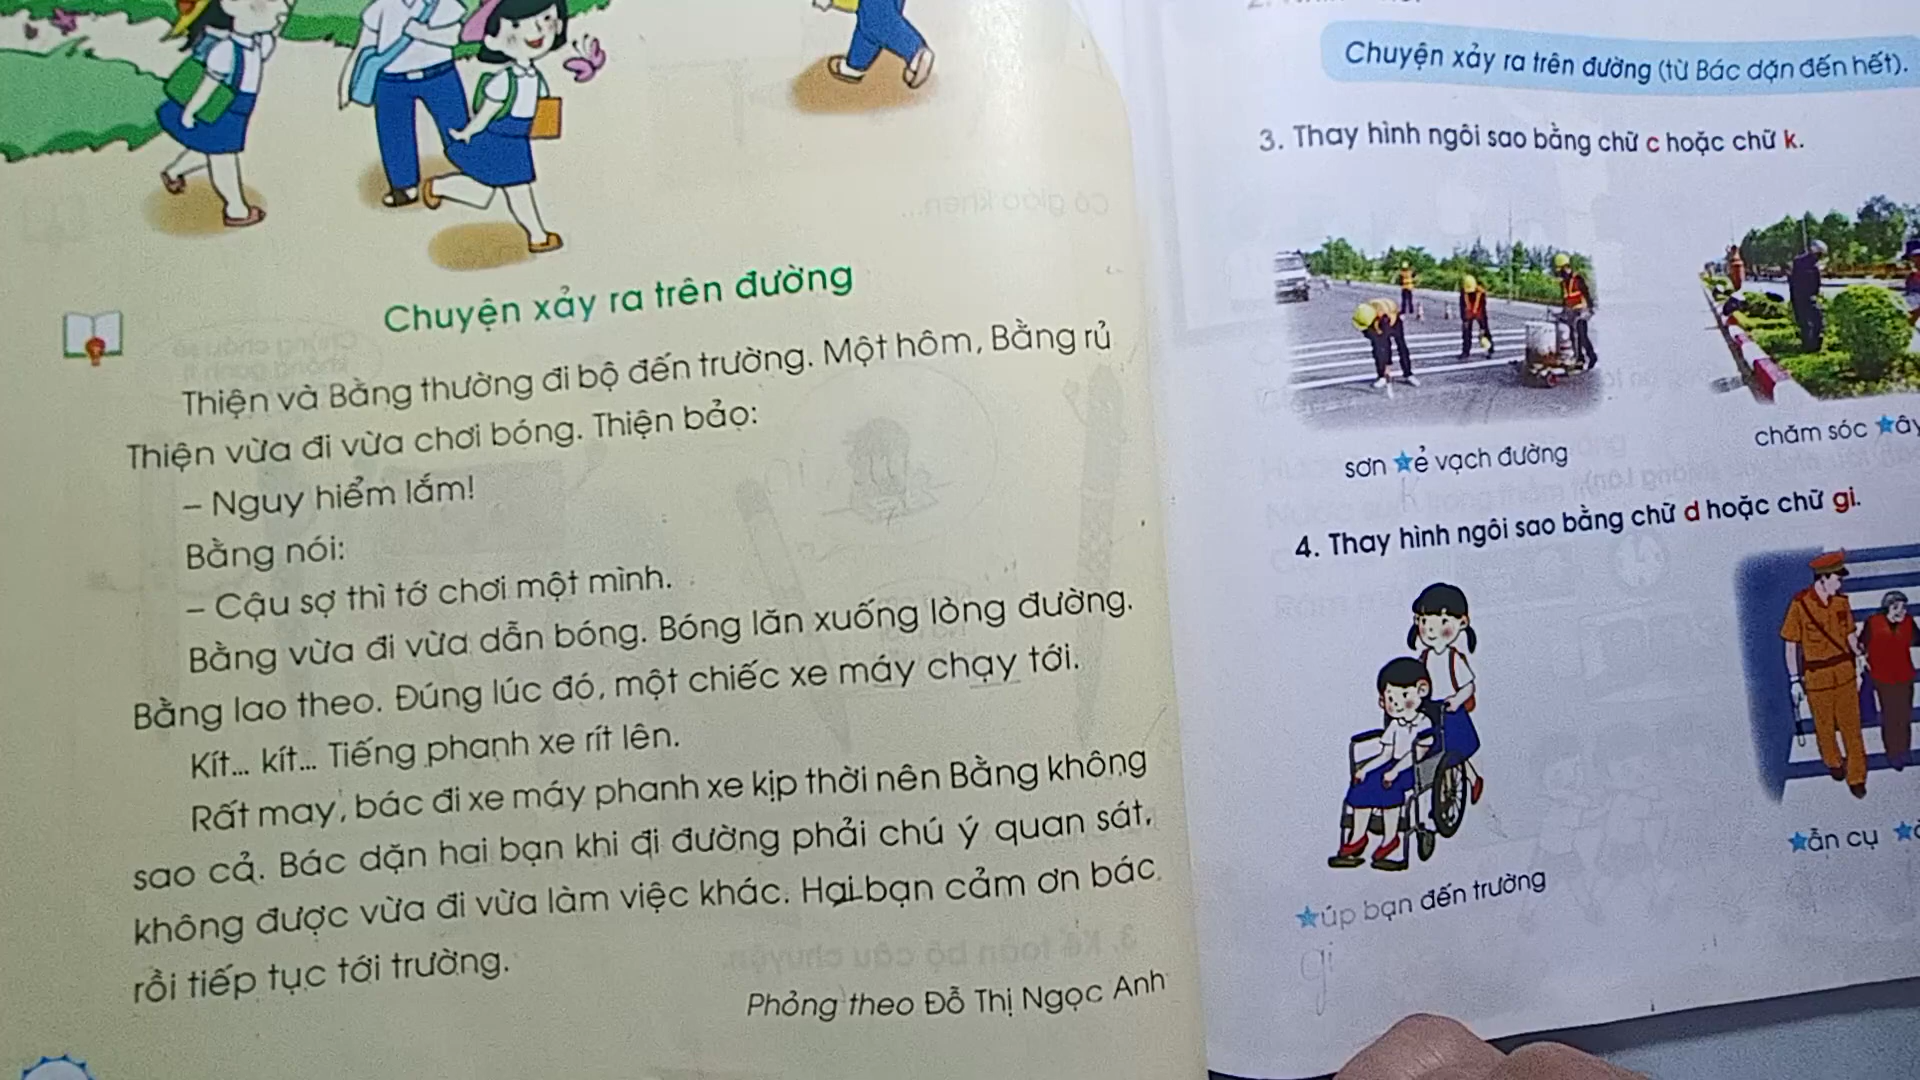 Chuyện xảy ra trên đường
Thiện và Bằng thường đi bộ đến trường. Một hôm, Bằng rủ
Thiện vừa đi vừa chơi bóng. Thiện bảo:
– Nguy hiểm lắm!
Bằng nói:
– Cậu sợ thì tớ chơi một mình.
Bằng vừa đi vừa dẫn bóng. Bóng lăn xuống lòng đường.
Bằng lao theo. Đúng lúc đó, một chiếc xe máy chạy tới.
Kít... kít... Tiếng phanh xe rít lên.
Rất may, bác đi xe máy phanh xe kịp thời nên Bằng không
sao cả. Bác dặn hai bạn khi đi đường phải chú ý quan sát,
không được vừa đi vừa làm việc khác. Hai bạn cảm ơn bác
rồi tiếp tục tới trường.
Phỏng theo Đỗ Thị Ngọc Anh
Chuyện xảy ra trên đường (từ Bác dặn đến hết).
3. Thay hình ngôi sao bằng chữ c hoặc chữ k.
sơn ★ẻ vạch đường
k
chăm sóc ★ây
4. Thay hình ngôi sao bằng chữ d hoặc chữ gi.
★úp bạn đến trường
gi
★ẫn cụ